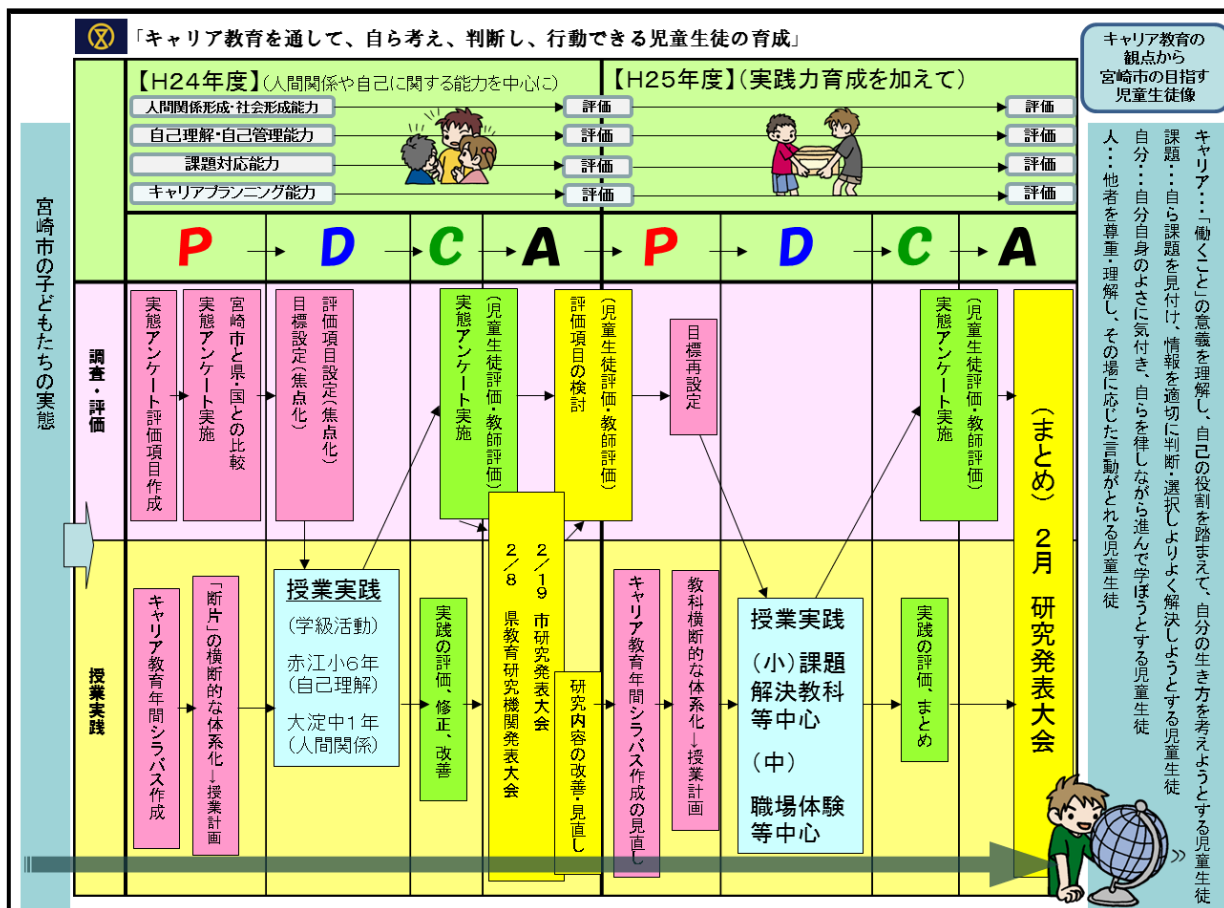 「キャリア教育を通して、自ら考え、判断し、行動できる児童生徒の育成」
キャリア教育の
観点から
宮崎市の目指す
児童生徒像
【H24年度】(人間関係や自己に関する能力を中心に)
【H25年度】(実践力育成を加えて)
人間関係形成・社会形成能力
評価
評価
自己理解・自己管理能力
評価
評価
課題対応能力
評価
評価
キャリアプランニング能力
評価
評価
P
D
C
A
P
D
C
A
宮崎市の子どもたちの実態
調査・評価
実態アンケート評価項目作成
宮崎市と県・国との比較
実態アンケート実施
評価項目設定(焦点化)
目標設定(焦点化)
(児童生徒評価・教師評価)
実態アンケート実施
(児童生徒評価・教師評価)
評価項目の検討
目標再設定
(児童生徒評価・教師評価)
実態アンケート実施
(まとめ) 2月 研究発表大会
授業実践
キャリア教育年間シラバス作成
「断片」の横断的な体系化→授業計画
授業実践
(学級活動)
赤江小6年
(自己理解)
大淀中1年
(人間関係)
実践の評価、修正、改善
2/19 市研究発表大会
2/8 県教育研究機関発表大会
研究内容の改善・見直し
キャリア教育年間シラバス作成の見直し
教科横断的な体系化→授業計画
授業実践
(小)課題
解決教科
等中心
(中)
職場体験
等中心
実践の評価、まとめ
キャリア・・・「働くこと」の意義を理解し、自己の役割を踏まえて、自分の生き方を考えようとする児童生徒
課題・・・自ら課題を見付け、情報を適切に判断・選択しよりよく解決しようとする児童生徒
自分・・・自分自身のよさに気付き、自らを律しながら進んで学ぼうとする児童生徒
人・・・他者を尊重・理解し、その場に応じた言動がとれる児童生徒